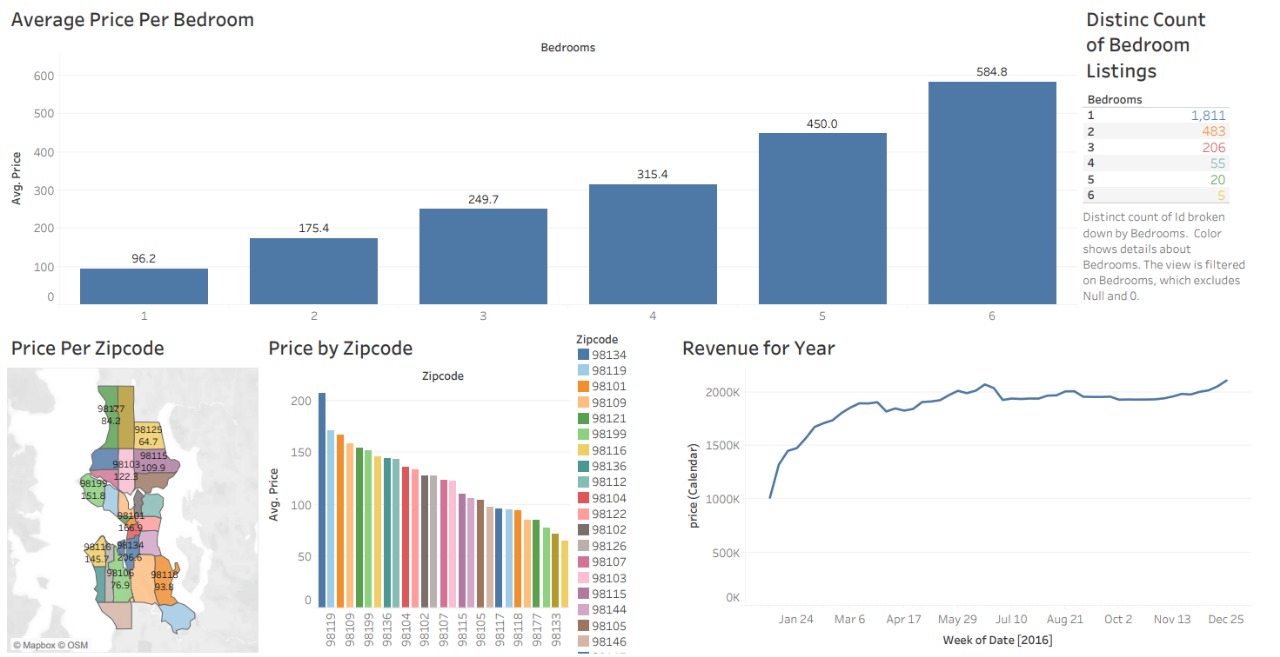 Average Price Per Bedroom
Bedrooms
Avg. Price
600
500
400
300
200
100
0
96.2
175.4
249.7
315.4
450.0
584.8
1
2
3
4
5
6
Distinc Count
of Bedroom
Listings
Bedrooms
1 1,811
2 483
3 206
4 55
5 20
6 5
Distinct count of Id broken
down by Bedrooms. Color
shows details about
Bedrooms. The view is filtered
on Bedrooms, which excludes
Null and 0.
Price Per Zipcode
98177
84.2
98125
64.7
98115
109.9
98103
122.3
98199
151.8
98101
166.9
98116
145.7
98134
206.6
98106
76.9
98118
93.8
© Mapbox © OSM
Price by Zipcode
Zipcode
Avg. Price
200
150
100
50
0
98119
98109
98199
98136
98104
98102
98107
98115
98105
98117
98118
98177
98133
Zipcode
98134
98119
98101
98109
98121
98199
98116
98136
98112
98104
98122
98102
98126
98107
98103
98115
98144
98105
98146
Revenue for Year
price (Calendar)
2000K
1500K
1000K
500K
0K
Jan 24
Mar 6
Apr 17
May 29
Jul 10
Aug 21
Oct 2
Nov 13
Dec 25
Week of Date [2016]